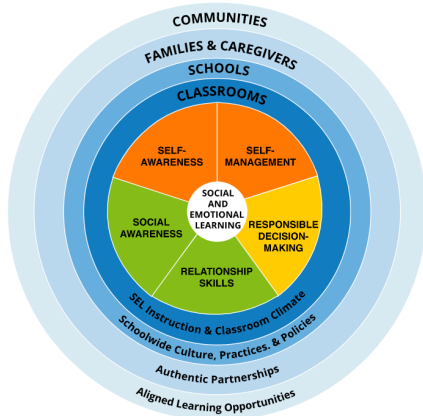 COMMUNITIES
FAMILIES & CAREGIVERS
SCHOOLS
CLASSROOMS
SELF-
AWARENESS
SELF-
MANAGEMENT
SOCIAL
AND
EMOTIONAL
LEARNING
SOCIAL
AWARENESS
RESPONSIBLE
DECISION-
MAKING
RELATIONSHIP
SKILLS
SEL Instruction & Classroom Climate
Schoolwide Culture, Practices. & Policies
Authentic Partnerships
Aligned Learning Opportunities